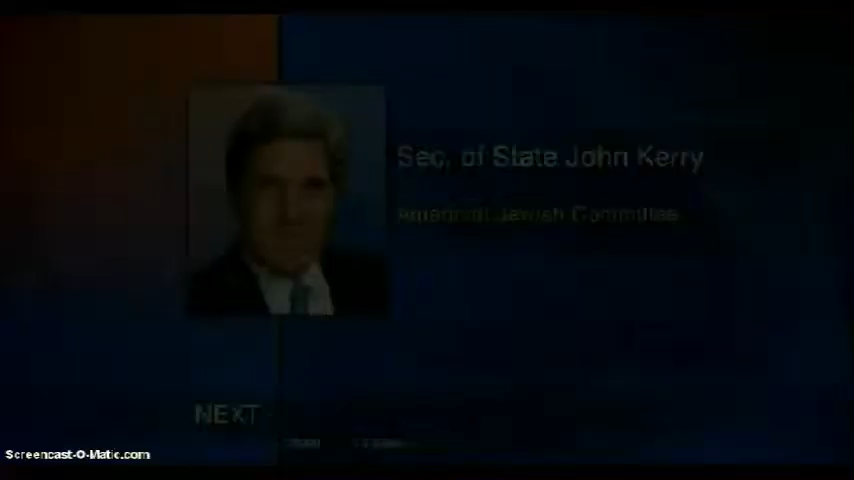 Sec. of State John Kerry
American Jewish Committee
NEXT
Screencast-O-Matic.com